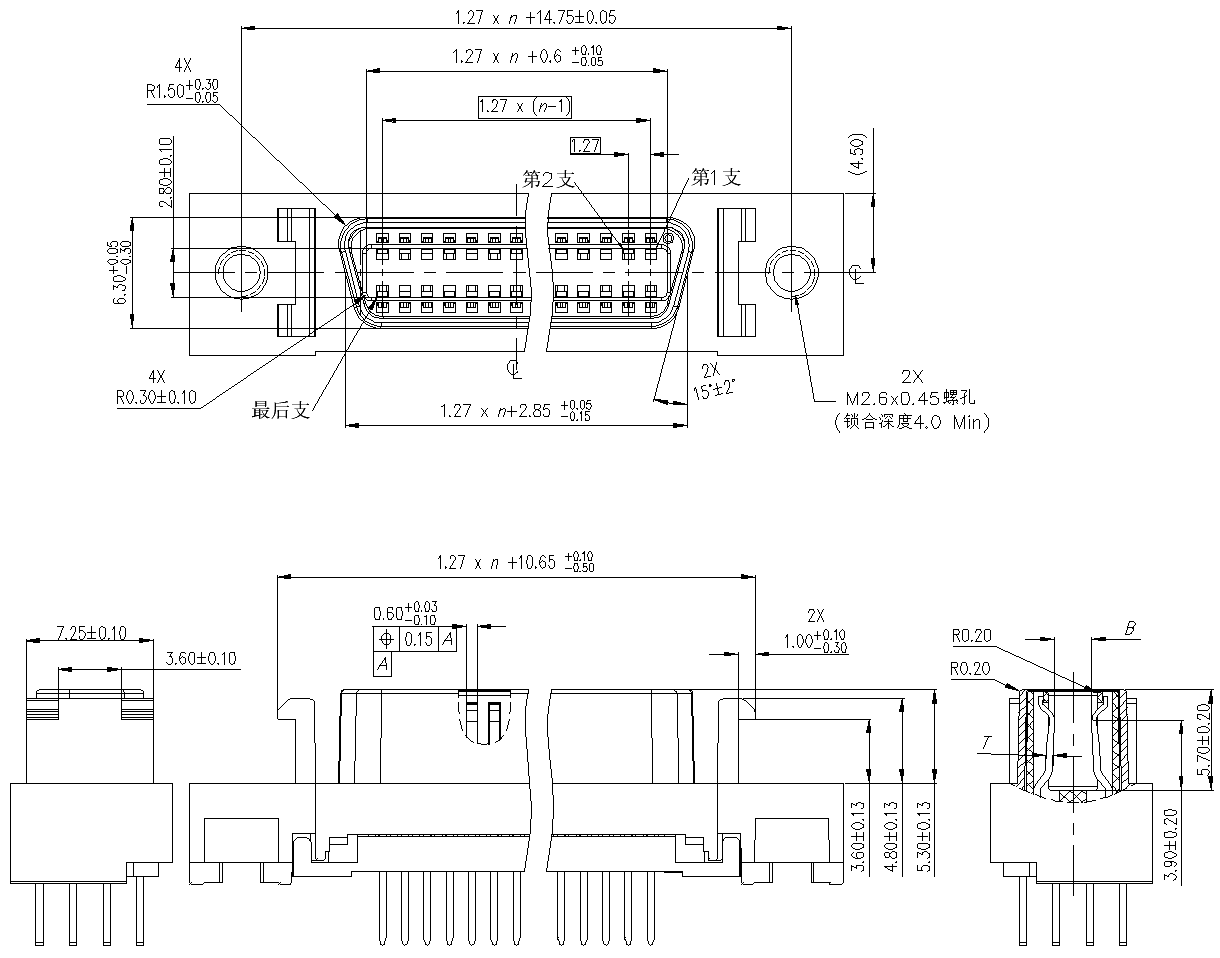 1.27 x n +14.75±0.05
1.27 x n +0.6 +0.10 -0.05
4X
R1.50 +0.30 -0.05
1.27 x (n-1)
1.27
2.80±0.10
(4.50)
第2支
第1支
6.30 +0.05 -0.30
℄
℄
4X
R0.30±0.10
最后支
1.27 x n+2.85 +0.05 -0.15
2X
15°±2°
2X
M2.6x0.45螺孔
(锁合深度4.0 Min)
1.27 x n +10.65 +0.10 -0.50
0.60 +0.03 -0.10
⌖ 0.15 A
A
2X
1.00 +0.10 -0.30
7.25±0.10
3.60±0.10
R0.20
B
R0.20
T
5.70±0.20
3.90±0.20
3.60±0.13
4.80±0.13
5.30±0.13